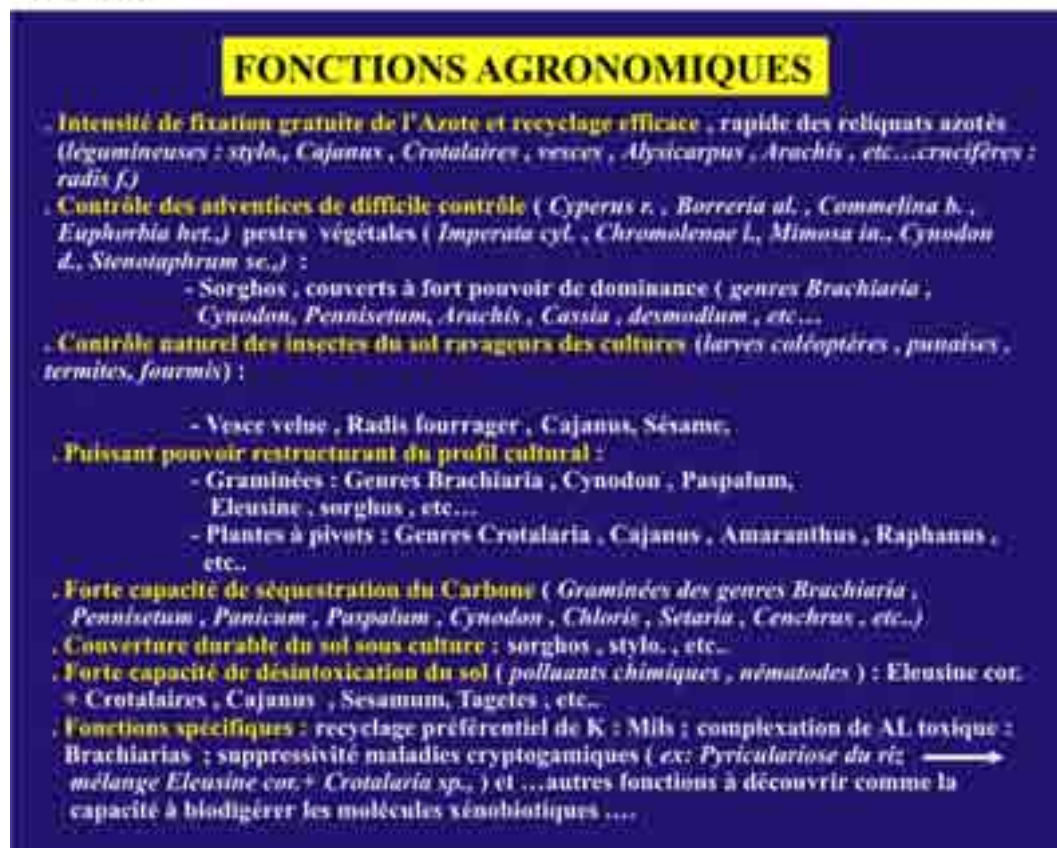 FONCTIONS AGRONOMIQUES
. Intensité de fixation gratuite de l'Azote et recyclage efficace , rapide des reliquats azotés
(légumineuses : stylo., Cajanus , Crotalaires , vesces , Alysicarpus , Arachis , etc…crucifères :
radis f.)
. Contrôle des adventices de difficile contrôle ( Cyperus r. , Borreria al. , Commelina b. ,
Euphorbia het.,) pestes végétales ( Imperata cyl. , Chromolenae l., Mimosa in., Cynodon
d., Stenotaphrum se.,) :
- Sorghos , couverts à fort pouvoir de dominance ( genres Brachiaria ,
Cynodon, Pennisetum, Arachis , Cassia , desmodium , etc…
. Contrôle naturel des insectes du sol ravageurs des cultures (larves coléoptères , punaises ,
termites, fourmis) :
- Vesce velue , Radis fourrager , Cajanus, Sésame,
. Puissant pouvoir restructurant du profil cultural :
- Graminées : Genres Brachiaria , Cynodon , Paspalum,
Eleusine , sorghos , etc…
- Plantes à pivots : Genres Crotalaria , Cajanus , Amaranthus , Raphanus ,
etc..
. Forte capacité de séquestration du Carbone ( Graminées des genres Brachiaria ,
Pennisetum , Panicum , Paspalum , Cynodon , Chloris , Setaria , Cenchrus , etc..)
. Couverture durable du sol sous culture : sorghos , stylo. , etc..
. Forte capacité de désintoxication du sol ( polluants chimiques , nématodes ) : Eleusine cor.
+ Crotalaires , Cajanus , Sesamum, Tagetes , etc..
. Fonctions spécifiques : recyclage préférentiel de K : Mils ; complexation de AL toxique :
Brachiarias ; suppressivité maladies cryptogamiques ( ex: Pyriculariose du riz
mélange Eleusine cor.+ Crotalaria sp., ) et …autres fonctions à découvrir comme la
capacité à biodigérer les molécules xénobiotiques ….